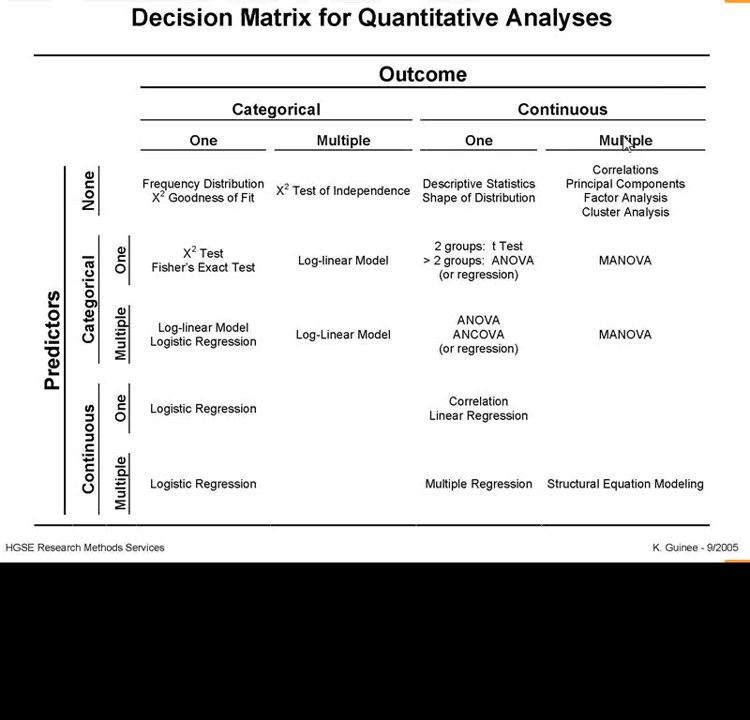 Decision Matrix for Quantitative Analyses
Outcome
Categorical Continuous
One Multiple One Multiple
Predictors
None
Frequency Distribution
X² Goodness of Fit
X² Test of Independence
Descriptive Statistics
Shape of Distribution
Correlations
Principal Components
Factor Analysis
Cluster Analysis
Categorical
One
X² Test
Fisher's Exact Test
Log-linear Model
2 groups: t Test
> 2 groups: ANOVA
(or regression)
MANOVA
Multiple
Log-linear Model
Logistic Regression
Log-Linear Model
ANOVA
ANCOVA
(or regression)
MANOVA
Continuous
One
Logistic Regression
Correlation
Linear Regression
Multiple
Logistic Regression
Multiple Regression
Structural Equation Modeling
HGSE Research Methods Services
K. Guinee - 9/2005